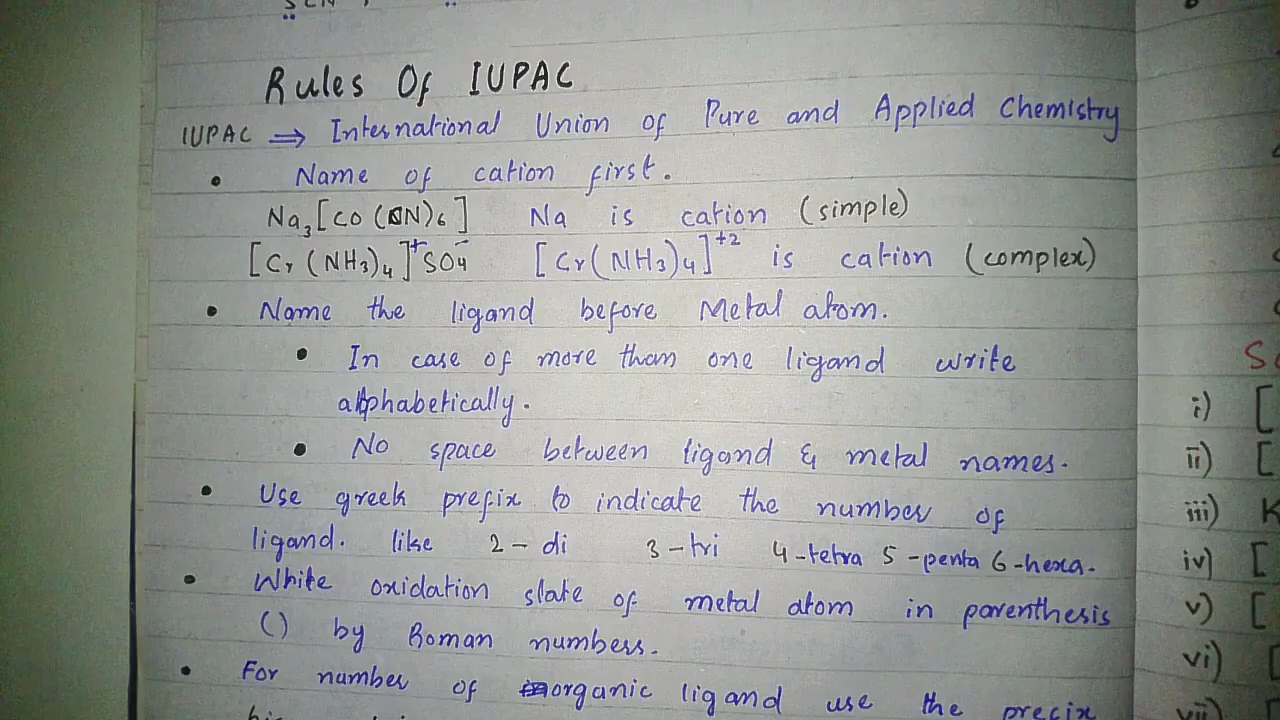 Rules Of IUPAC
IUPAC ⇒ International Union of Pure and Applied Chemistry
• Name of cation first.
Na₃[CO(CN)₆] Na is cation (simple)
[Cr(NH₃)₄]⁺SO₄⁻ [Cr(NH₃)₄]⁺² is cation (complex)
• Name the ligand before Metal atom.
• In case of more than one ligand write
alphabetically.
• No space between ligand & metal names.
• Use greek prefix to indicate the number of
ligand. like 2-di 3-tri 4-tetra 5-penta 6-hexa.
• White oxidation state of metal atom in parenthesis
() by Roman numbers.
• For number of organic ligand use the precix
i) [
ii) [
iii) K
iv) [
v) [
vi) [
vii) [